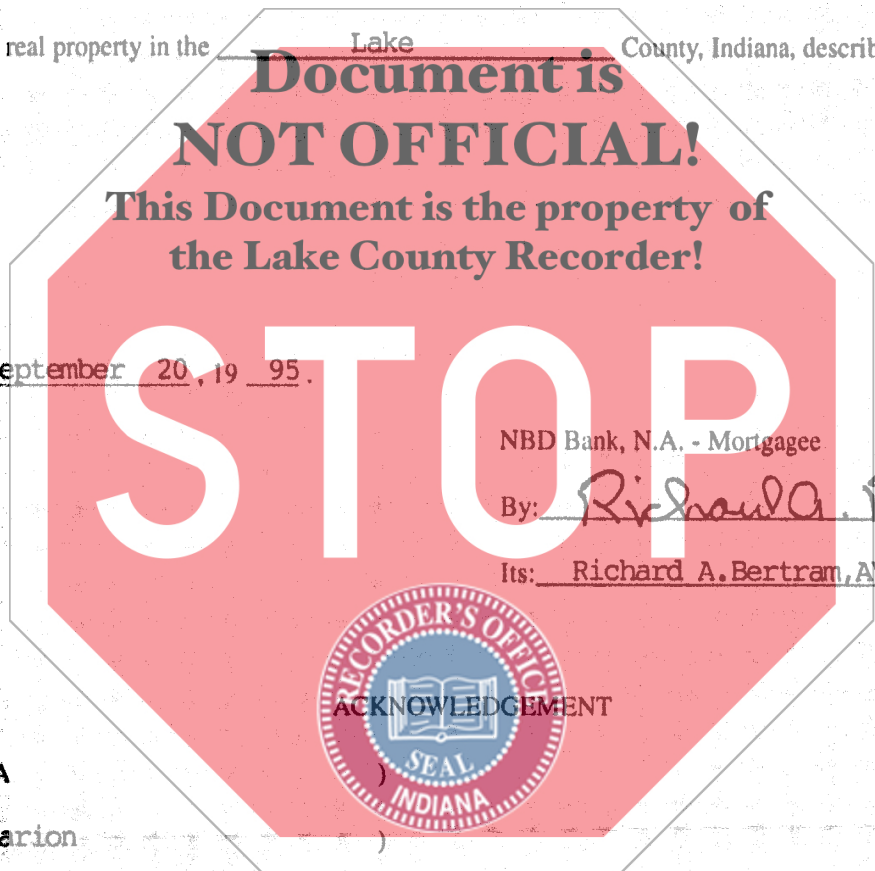 real property in the Lake County, Indiana, describ
Document is
NOT OFFICIAL!
This Document is the property of
the Lake County Recorder!
STOP
eptember 20, 19 95.
NBD Bank, N.A. - Mortgagee
By: Richard A.
Its: Richard A. Bertram, A
RECORDER'S OFFICE
ACKNOWLEDGEMENT
SEAL
INDIANA
A )
arion )